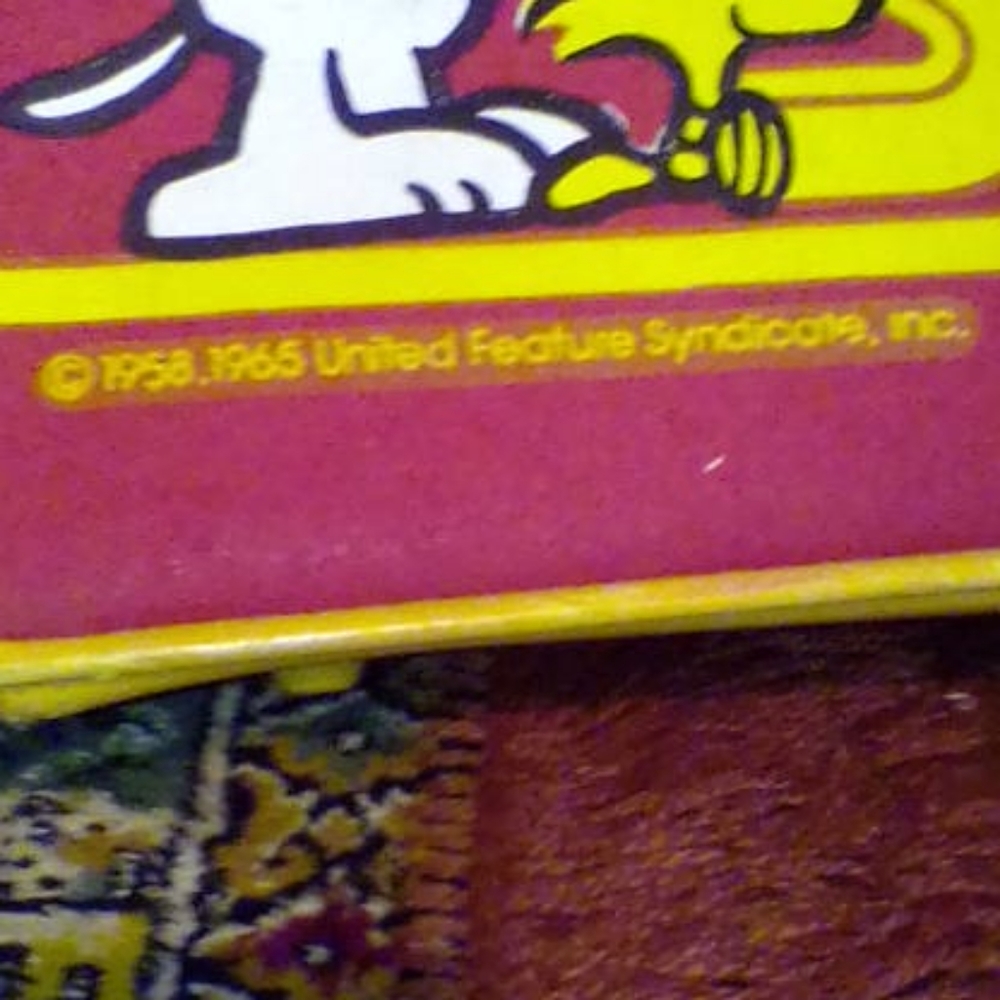 ©1958.1965 United Feature Syndicate, Inc.